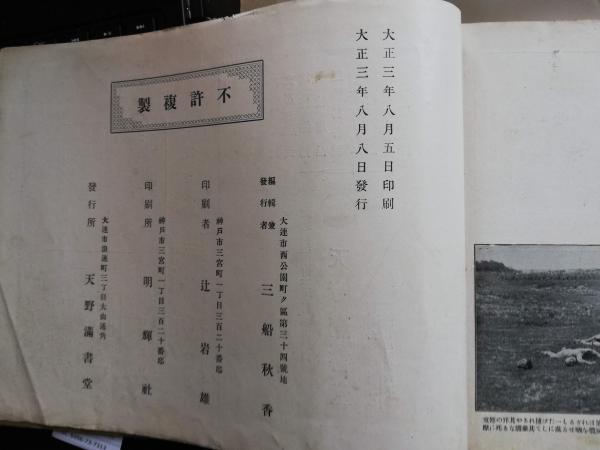 大正三年八月五日印刷
大正三年八月八日發行
不許複製
編輯兼發行者
大連市西公園町ク區第三十四號地
三船秋香
印刷者
神戸市三宮町一丁目三百二十番邸
辻岩雄
印刷所
神戸市三宮町一丁目三百二十番邸
明輝社
發行所
大連市浪速町三丁目大山通角
天野滿書堂